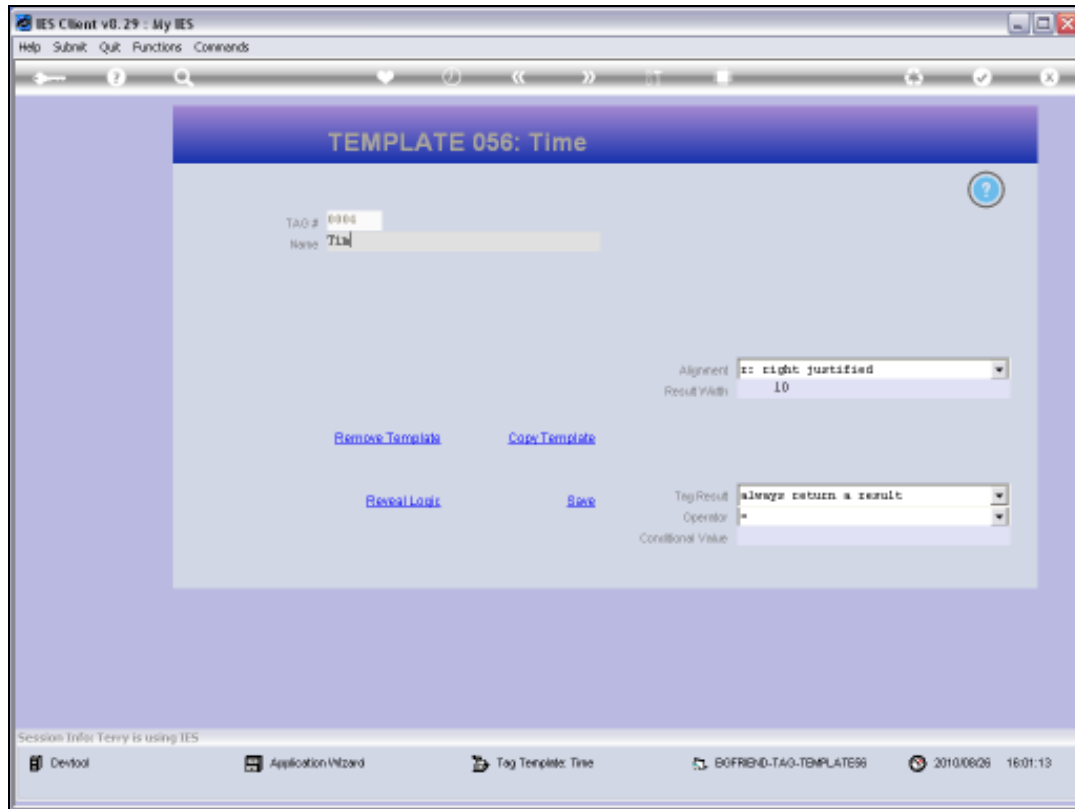 IES Client v8.29 : My IES
Help Submit Quit Functions Commands
TEMPLATE 056: Time
TAG # 0006
Name Tim
Alignment r: right justified
Result Width 10
Remove Template Copy Template
Reveal Logic Save
Tag Result always return a result
Operator =
Conditional Value
Session Info: Terry is using IES
Devtool Application Wizard Tag Template: Time BGFRIEND-TAG-TEMPLATE56 2010/08/26 16:01:13